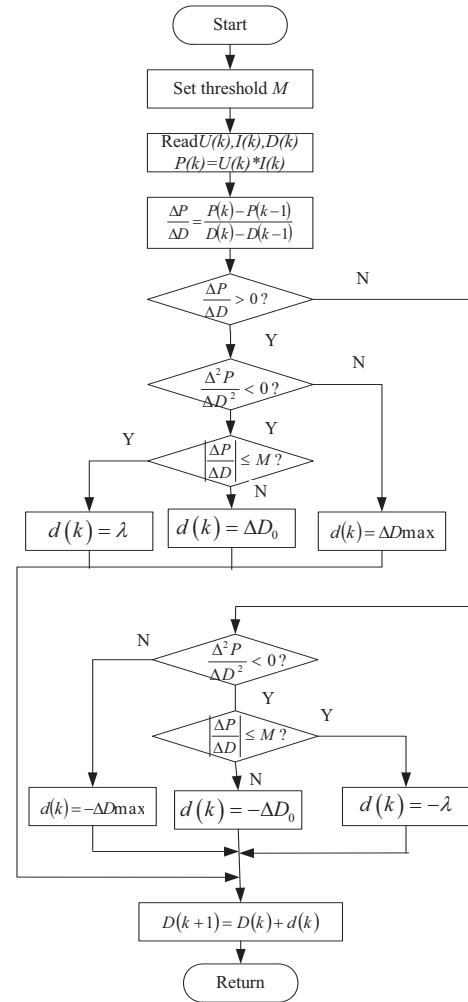 Start
Set threshold M
ReadU(k),I(k),D(k)
P(k)=U(k)*I(k)
ΔP/ΔD = P(k)−P(k−1)/D(k)−D(k−1)
N
ΔP/ΔD > 0 ?
Y
N
Δ²P/ΔD² < 0 ?
Y
Y
|ΔP/ΔD| ≤ M ?
N
d(k) = λ
d(k) = ΔD₀
d(k) = ΔDmax
N
Δ²P/ΔD² < 0 ?
Y
Y
|ΔP/ΔD| ≤ M ?
N
d(k) = −ΔDmax
d(k) = −ΔD₀
d(k) = −λ
D(k+1) = D(k)+ d(k)
Return